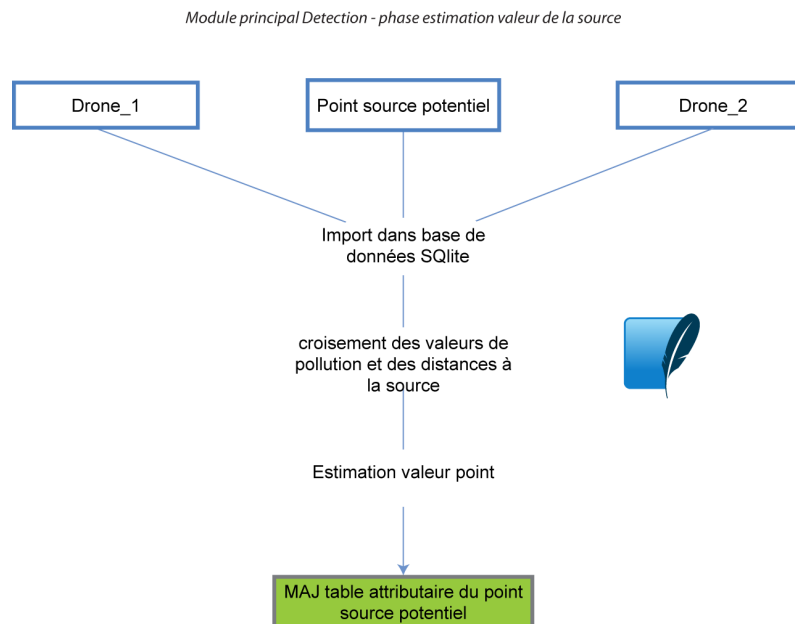 Module principal Detection - phase estimation valeur de la source
Drone_1
Point source potentiel
Drone_2
Import dans base de
données SQlite
croisement des valeurs de
pollution et des distances à
la source
Estimation valeur point
MAJ table attributaire du point
source potentiel